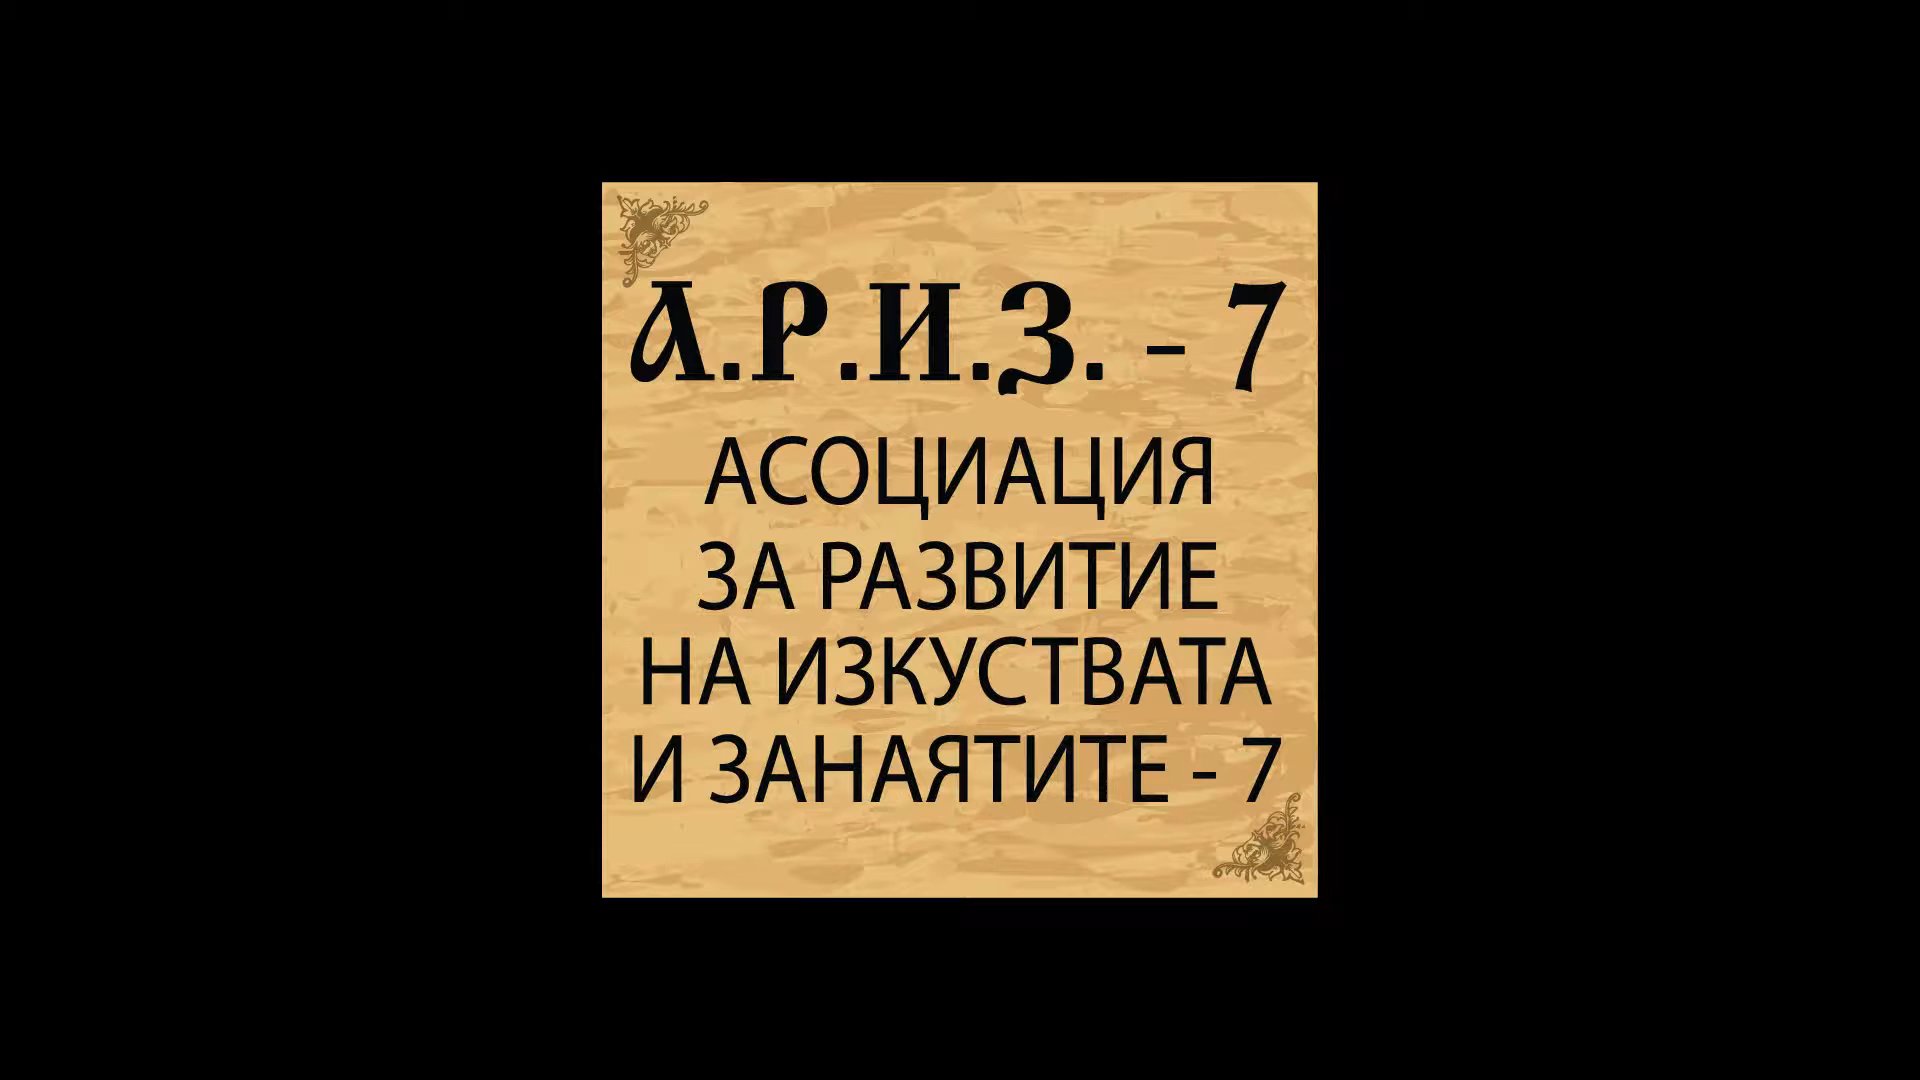 А.Р.И.З. - 7
АСОЦИАЦИЯ
ЗА РАЗВИТИЕ
НА ИЗКУСТВАТА
И ЗАНАЯТИТЕ - 7